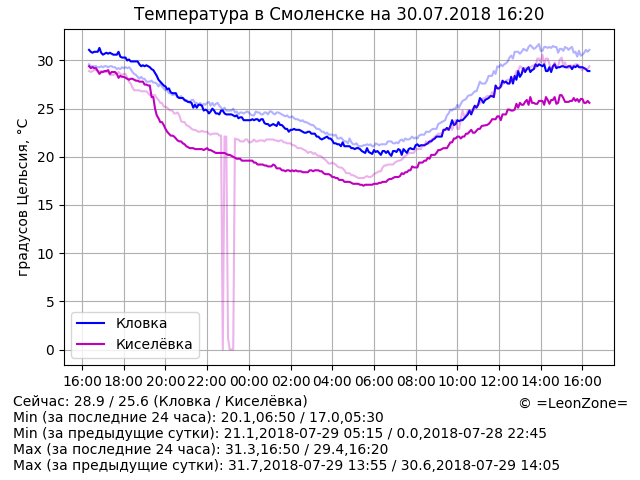 Температура в Смоленске на 30.07.2018 16:20
градусов Цельсия, °C
30
25
20
15
10
5
0
Кловка
Киселёвка
16:00 18:00 20:00 22:00 00:00 02:00 04:00 06:00 08:00 10:00 12:00 14:00 16:00
Сейчас: 28.9 / 25.6 (Кловка / Киселёвка)
© =LeonZone=
Min (за последние 24 часа): 20.1,06:50 / 17.0,05:30
Min (за предыдущие сутки): 21.1,2018-07-29 05:15 / 0.0,2018-07-28 22:45
Max (за последние 24 часа): 31.3,16:50 / 29.4,16:20
Max (за предыдущие сутки): 31.7,2018-07-29 13:55 / 30.6,2018-07-29 14:05